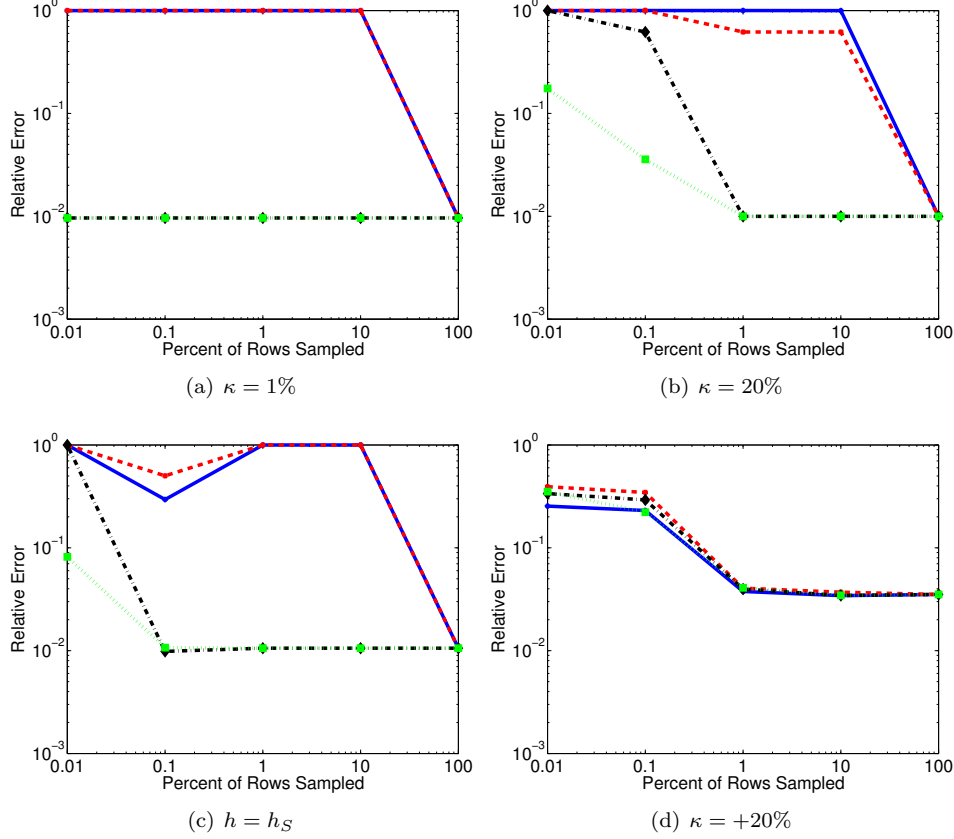 10^0
10^-1
10^-2
10^-3
Relative Error
0.01 0.1 1 10 100
Percent of Rows Sampled
(a) κ = 1%
10^0
10^-1
10^-2
10^-3
Relative Error
0.01 0.1 1 10 100
Percent of Rows Sampled
(b) κ = 20%
10^0
10^-1
10^-2
10^-3
Relative Error
0.01 0.1 1 10 100
Percent of Rows Sampled
(c) h = h_S
10^0
10^-1
10^-2
10^-3
Relative Error
0.01 0.1 1 10 100
Percent of Rows Sampled
(d) κ = +20%